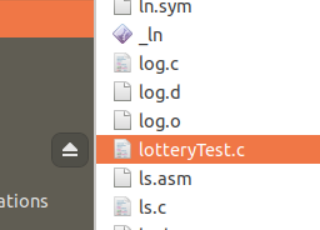 ln.sym
_ln
log.c
log.d
log.o
lotteryTest.c
ls.asm
ations
ls.c